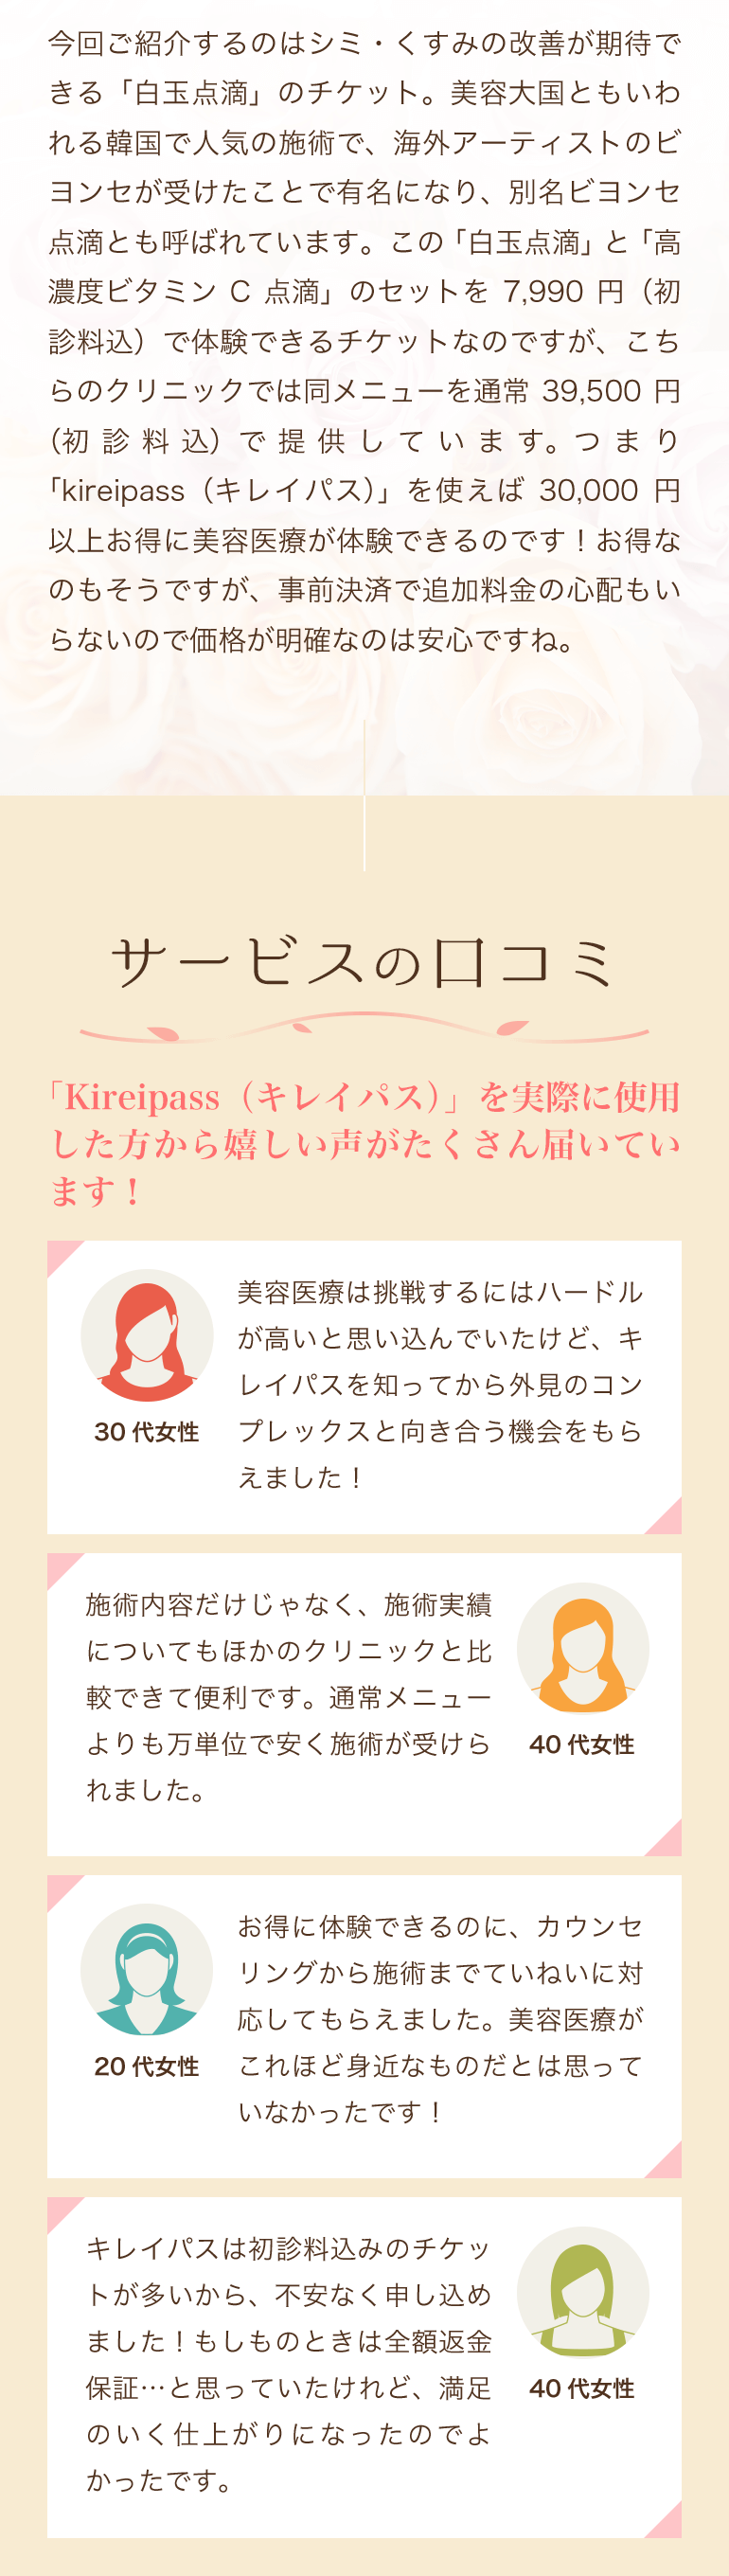 今回ご紹介するのはシミ・くすみの改善が期待で
きる「白玉点滴」のチケット。美容大国ともいわ
れる韓国で人気の施術で、海外アーティストのビ
ヨンセが受けたことで有名になり、別名ビヨンセ
点滴とも呼ばれています。この「白玉点滴」と「高
濃度ビタミン C 点滴」のセットを 7,990 円（初
診料込）で体験できるチケットなのですが、こち
らのクリニックでは同メニューを通常 39,500 円
（初診料込）で提供しています。つまり
「kireipass（キレイパス）」を使えば 30,000 円
以上お得に美容医療が体験できるのです！お得な
のもそうですが、事前決済で追加料金の心配もい
らないので価格が明確なのは安心ですね。
サービスの口コミ
「Kireipass（キレイパス）」を実際に使用
した方から嬉しい声がたくさん届いてい
ます！
美容医療は挑戦するにはハードル
が高いと思い込んでいたけど、キ
レイパスを知ってから外見のコン
プレックスと向き合う機会をもら
えました！
30 代女性
施術内容だけじゃなく、施術実績
についてもほかのクリニックと比
較できて便利です。通常メニュー
よりも万単位で安く施術が受けら
れました。
40 代女性
お得に体験できるのに、カウンセ
リングから施術までていねいに対
応してもらえました。美容医療が
これほど身近なものだとは思って
いなかったです！
20 代女性
キレイパスは初診料込みのチケッ
トが多いから、不安なく申し込め
ました！もしものときは全額返金
保証…と思っていたけれど、満足
のいく仕上がりになったのでよ
かったです。
40 代女性